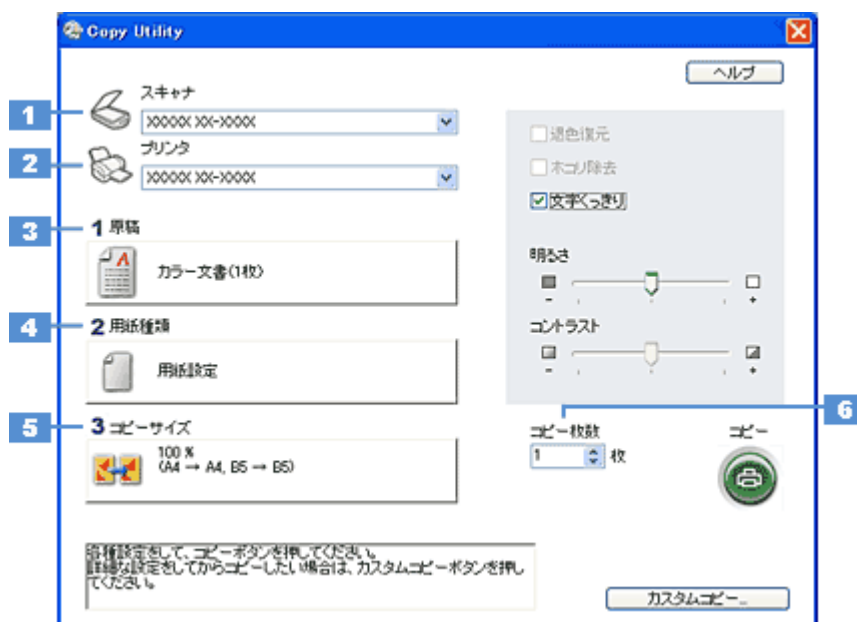 Copy Utility
ヘルプ
スキャナ
1
XXXXX XX-XXXX
プリンタ
2
XXXXX XX-XXXX
退色復元
ホコリ除去
文字くっきり
3
1 原稿
カラー文書(1枚)
明るさ
- +
4
2 用紙種類
用紙設定
コントラスト
- +
5
3 コピーサイズ
100 %
(A4 → A4, B5 → B5)
6
コピー枚数
1 枚
コピー
各種設定をして、コピーボタンを押してください。
詳細な設定をしてからコピーしたい場合は、カスタムコピーボタンを押し
てください。
カスタムコピー...